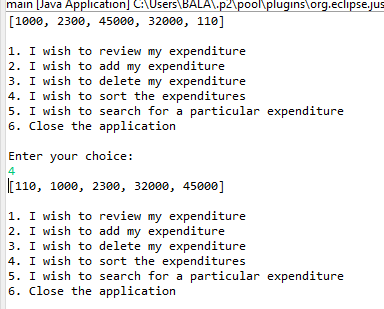 main [Java Application] C:\Users\BALA\.p2\pool\plugins\org.eclipse.jus
[1000, 2300, 45000, 32000, 110]
1. I wish to review my expenditure
2. I wish to add my expenditure
3. I wish to delete my expenditure
4. I wish to sort the expenditures
5. I wish to search for a particular expenditure
6. Close the application
Enter your choice:
4
[110, 1000, 2300, 32000, 45000]
1. I wish to review my expenditure
2. I wish to add my expenditure
3. I wish to delete my expenditure
4. I wish to sort the expenditures
5. I wish to search for a particular expenditure
6. Close the application